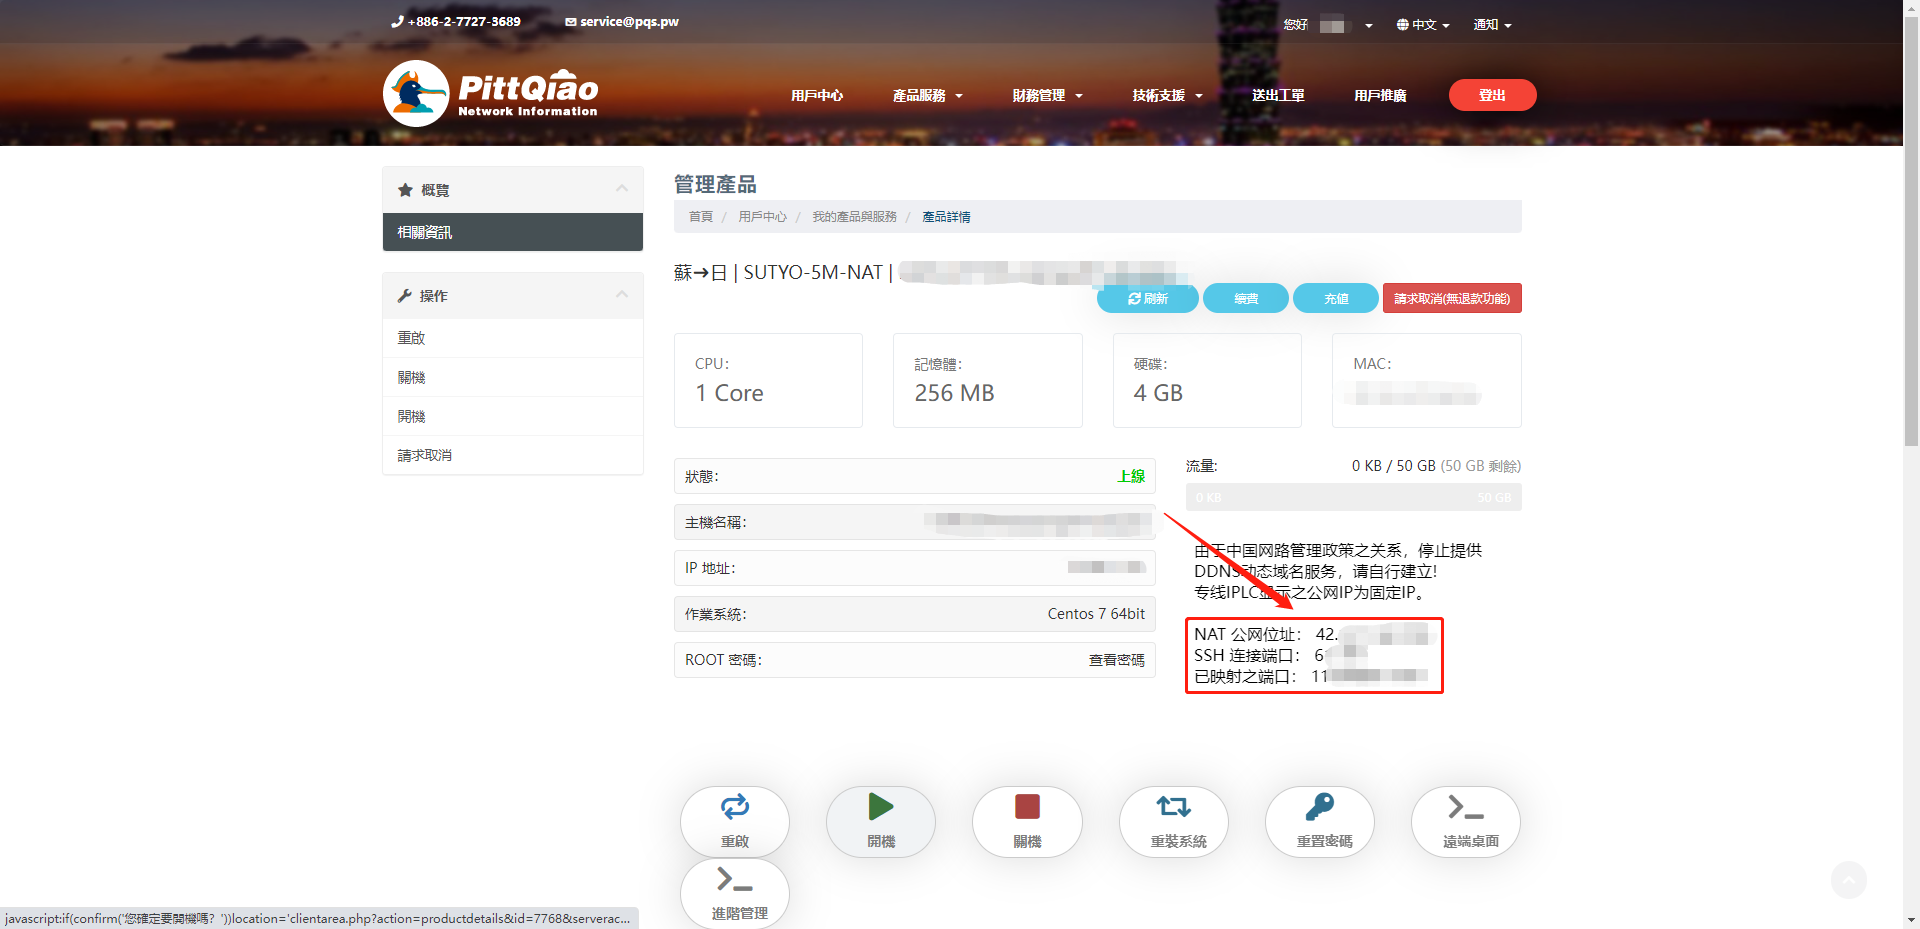 +886-2-7727-3689
service@pqs.pw
您好
中文
通知
PittQiao
Network Information
用戶中心
產品服務
財務管理
技術支援
送出工單
用戶推廣
登出
概覽
相關資訊
操作
重啟
關機
開機
請求取消
管理產品
首頁 / 用戶中心 / 我的產品與服務 / 產品詳情
蘇➔日 | SUTYO-5M-NAT |
刷新
續費
充值
請求取消(無退款功能)
CPU:
1 Core
記憶體:
256 MB
硬碟:
4 GB
MAC:
狀態:
上線
主機名稱:
IP 地址:
作業系統:
Centos 7 64bit
ROOT 密碼:
查看密碼
流量:
0 KB / 50 GB (50 GB 剩餘)
0 KB
50 GB
由于中国网路管理政策之关系，停止提供
DDNS动态域名服务，请自行建立!
专线IPLC显示之公网IP为固定IP。
NAT 公网位址： 42.
SSH 连接端口： 6
已映射之端口： 11
重啟
開機
關機
重裝系統
重置密碼
遠端桌面
進階管理
javascript:if(confirm('您確定要開機嗎? '))location='clientarea.php?action=productdetails&id=7768&serverac...